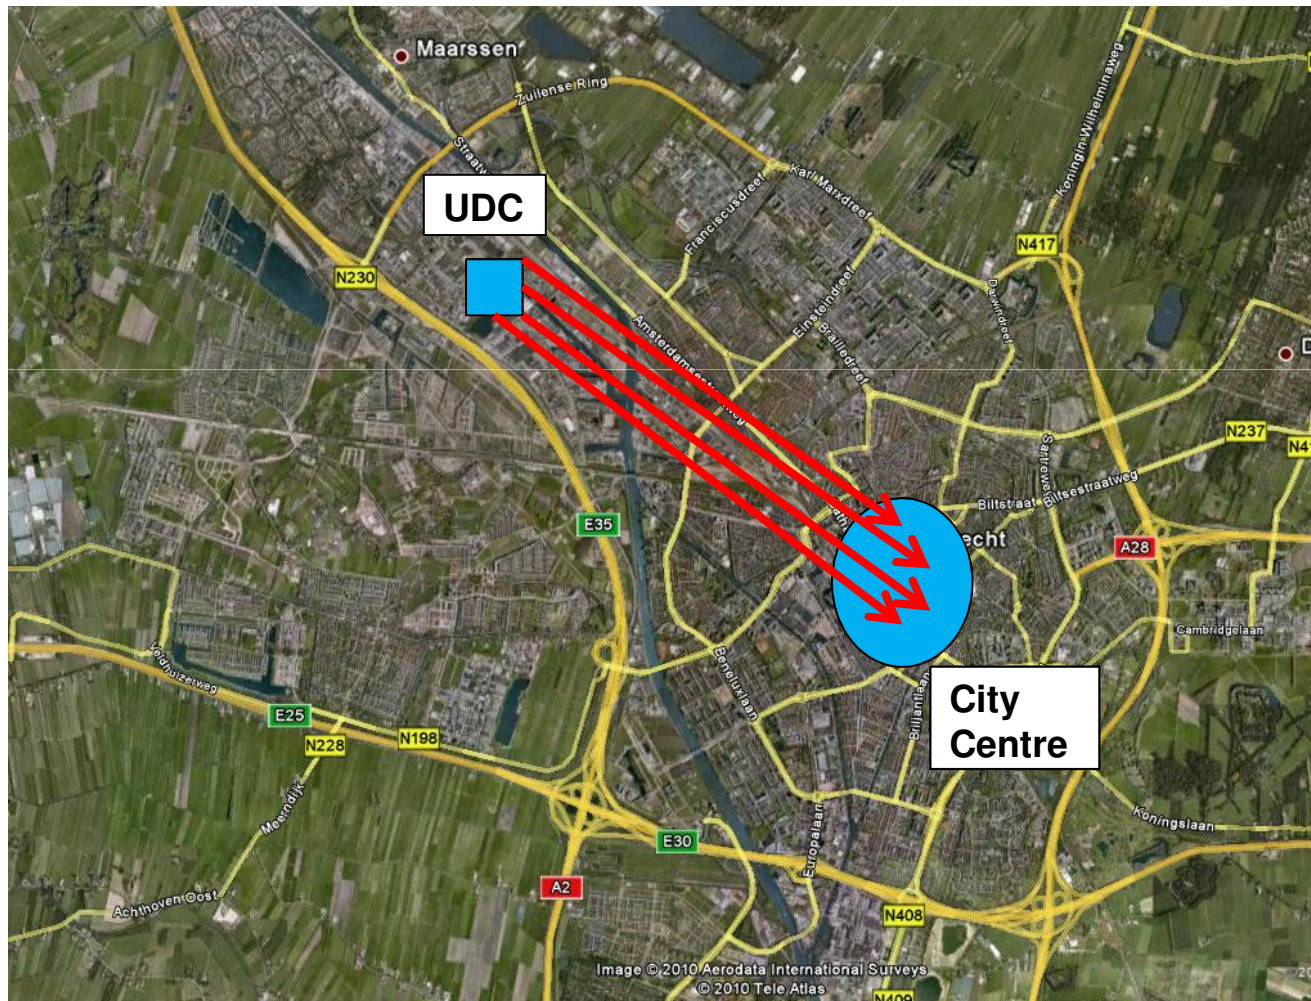 Maarssen
Zuilense Ring
Karl Marxdreef
Koningin Wilhelminaweg
UDC
Franciscusdreef
N417
N230
Einsteindreef
Darwindreef
Brailledreef
N237
Sartrewe
Biltstraat
Biltsestraatweg
E35
echt
A28
Cambridgelaan
Veldhuizerweg
Beneluxlaan
Briljantlaan
City
Centre
E25
N228
N198
Meerndijk
E30
Europalaan
Koningslaan
A2
Achthoven Oost
N408
Image © 2010 Aerodata International Surveys
© 2010 Tele Atlas
N409